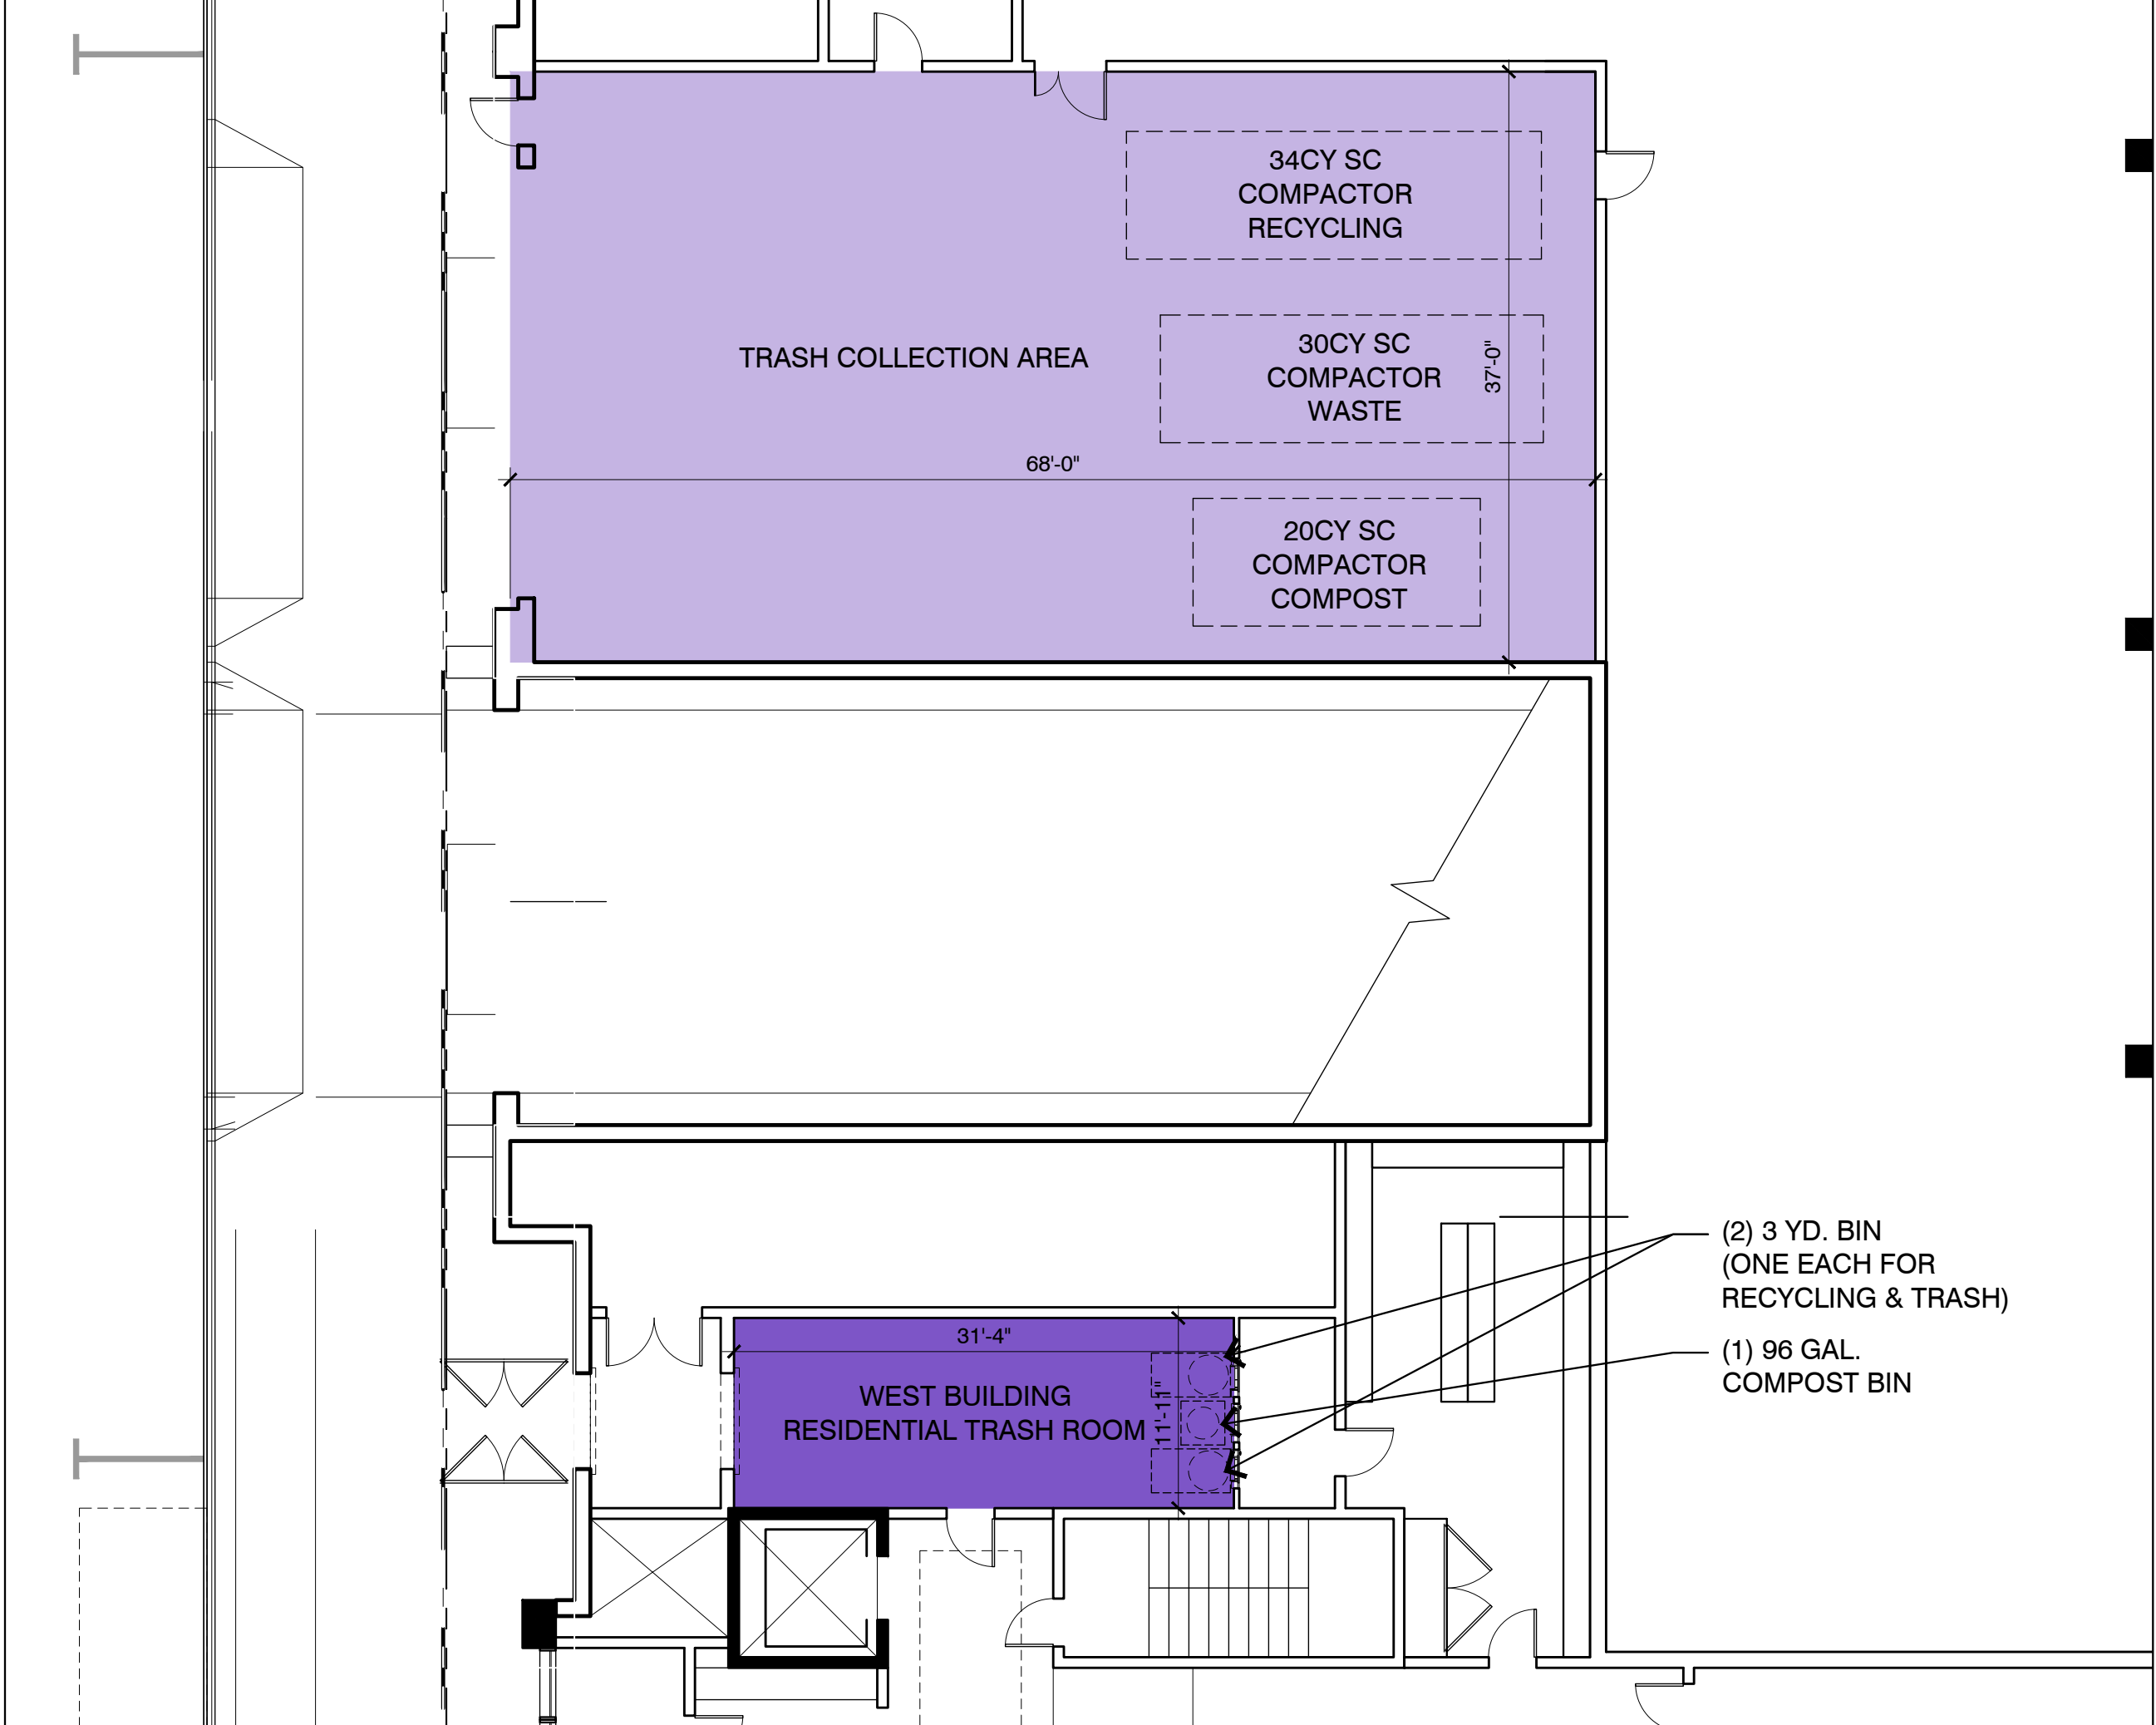 34CY SC
COMPACTOR
RECYCLING
TRASH COLLECTION AREA
30CY SC
COMPACTOR
WASTE
37'-0"
68'-0"
20CY SC
COMPACTOR
COMPOST
(2) 3 YD. BIN
(ONE EACH FOR
RECYCLING & TRASH)
(1) 96 GAL.
COMPOST BIN
31'-4"
WEST BUILDING
RESIDENTIAL TRASH ROOM
11'-11"